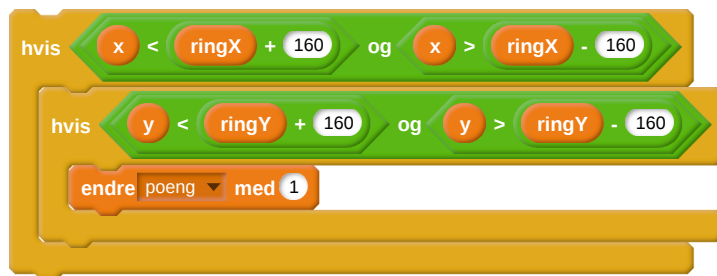 hvis x < ringX + 160 og x > ringX - 160
hvis y < ringY + 160 og y > ringY - 160
endre poeng med 1